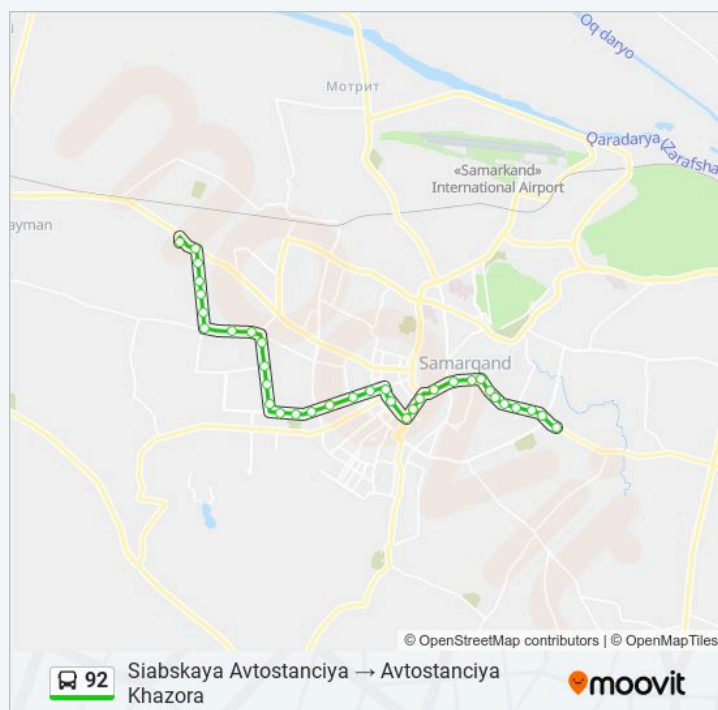 Oq daryo
Мотрит
Qaradarya (Zarafsha
«Samarkand»
International Airport
ayman
Samarqand
© OpenStreetMap contributors | © OpenMapTiles
92
Siabskaya Avtostanciya → Avtostanciya
Khazora
moovit
moovit